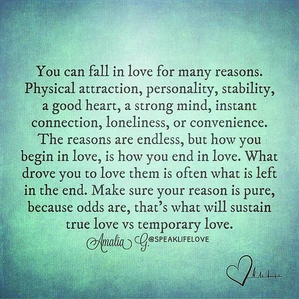 You can fall in love for many reasons.
Physical attraction, personality, stability,
a good heart, a strong mind, instant
connection, loneliness, or convenience.
The reasons are endless, but how you
begin in love, is how you end in love. What
drove you to love them is often what is left
in the end. Make sure your reason is pure,
because odds are, that's what will sustain
true love vs temporary love.
Amalia G.@SPEAKLIFELOVE